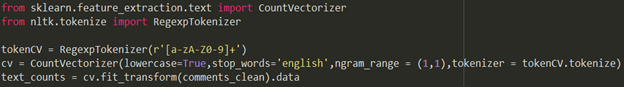 from sklearn.feature_extraction.text import CountVectorizer
from nltk.tokenize import RegexpTokenizer
tokenCV = RegexpTokenizer(r'[a-zA-Z0-9]+')
cv = CountVectorizer(lowercase=True,stop_words='english',ngram_range = (1,1),tokenizer = tokenCV.tokenize)
text_counts = cv.fit_transform(comments_clean).data